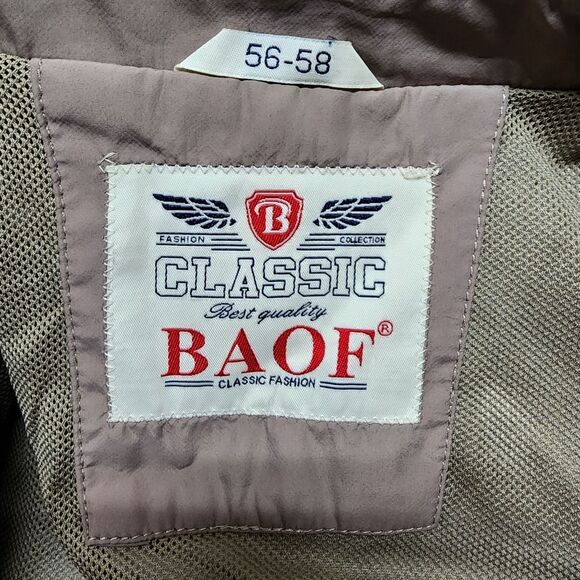 56-58
B
FASHION COLLECTION
CLASSIC
Best quality
BAOF®
CLASSIC FASHION